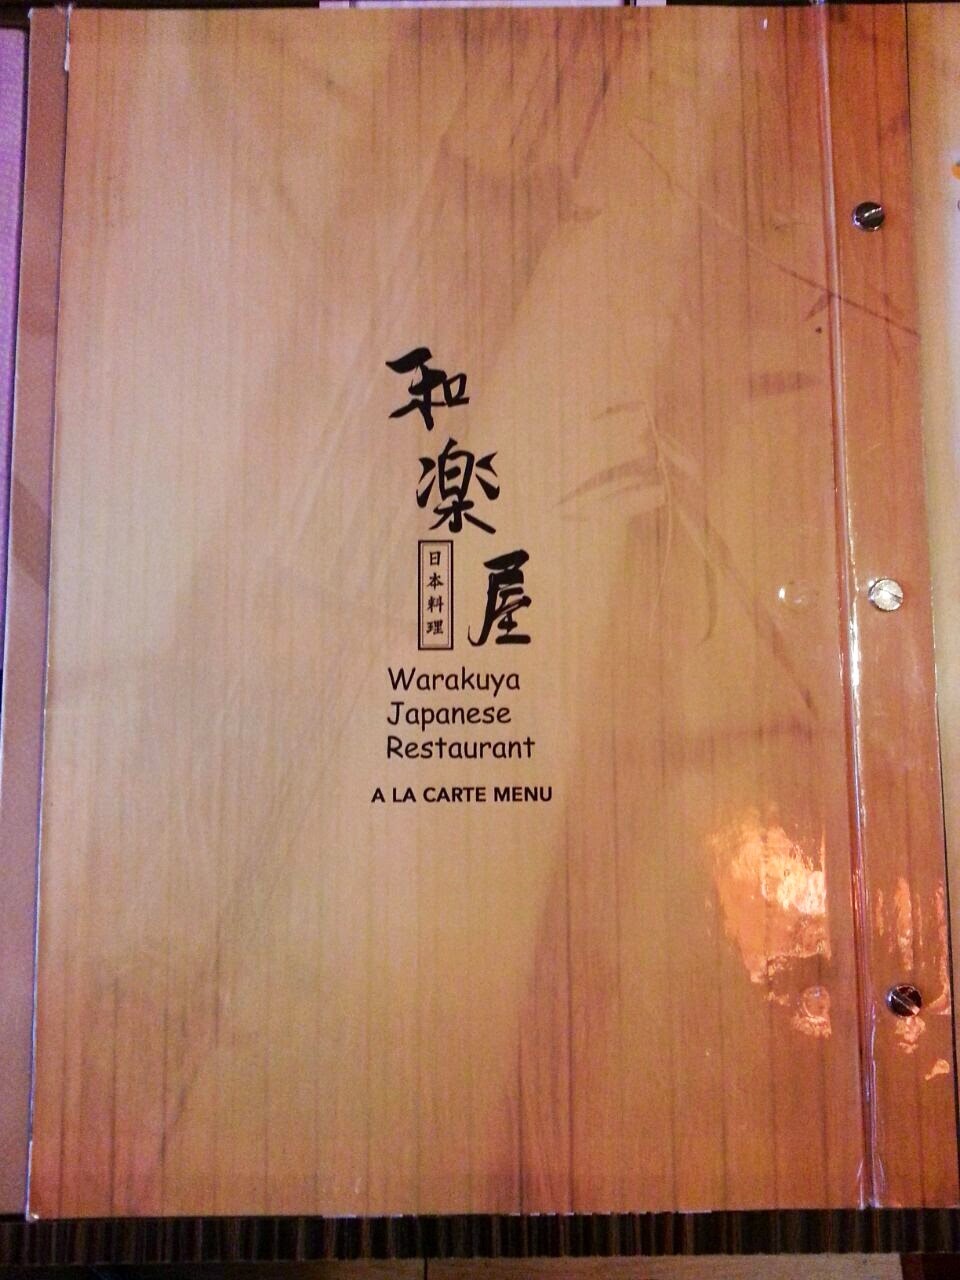 和楽屋
日本料理
Warakuya
Japanese
Restaurant
A LA CARTE MENU